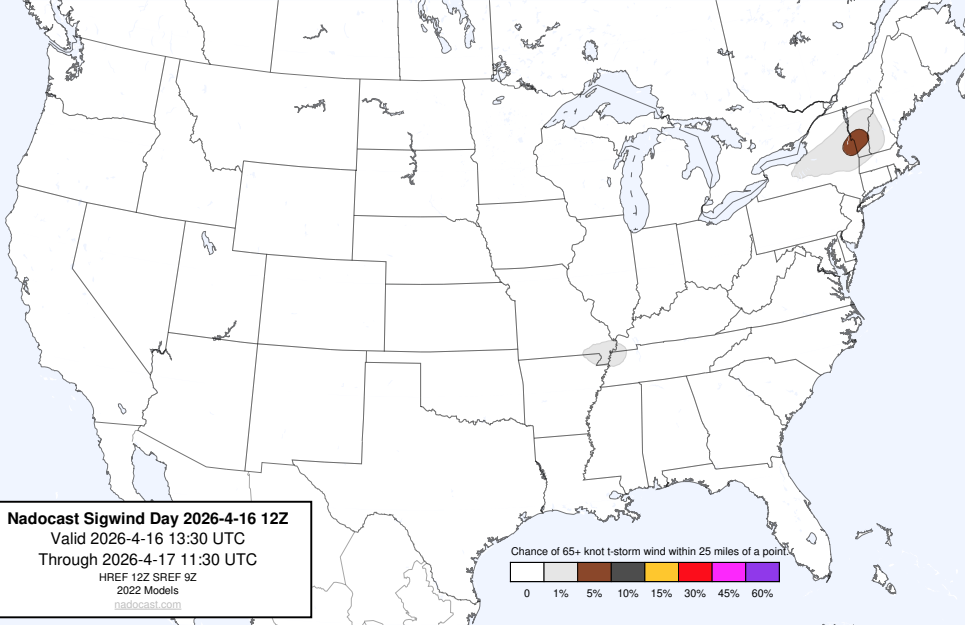 Nadocast Sigwind Day 2026-4-16 12Z
Valid 2026-4-16 13:30 UTC
Through 2026-4-17 11:30 UTC
HREF 12Z SREF 9Z
2022 Models
nadocast.com
Chance of 65+ knot t-storm wind within 25 miles of a point.
0 1% 5% 10% 15% 30% 45% 60%